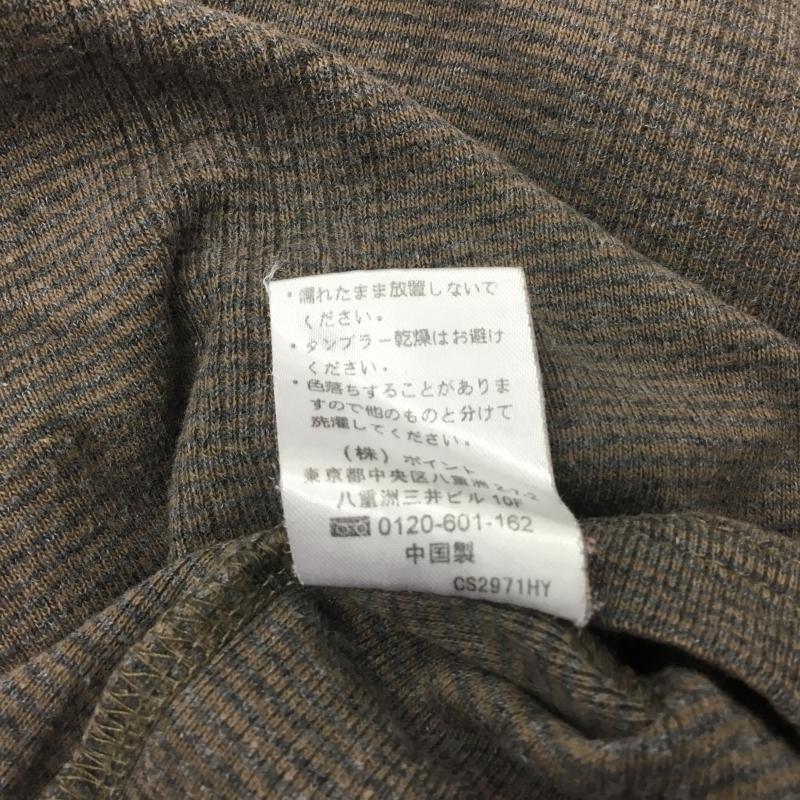 ・濡れたまま放置しないで
ください。
・タンブラー乾燥はお避け
ください。
・色落ちすることがありま
すので他のものと分けて
洗濯してください。
(株) ポイント
東京都中央区八重洲2-7-2
八重洲三井ビル10F
0120-601-162
中国製
CS2971HY